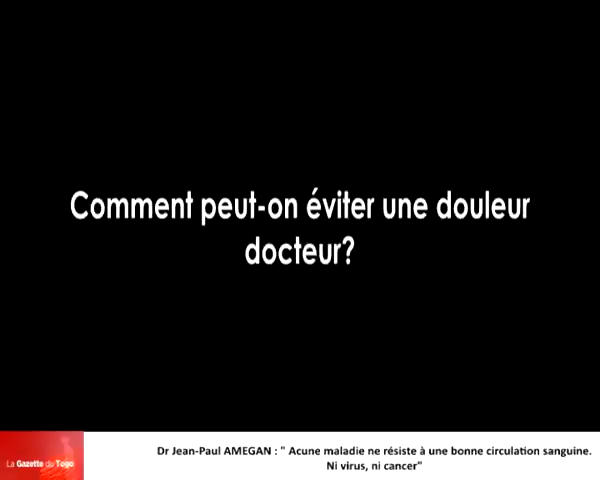 Comment peut-on éviter une douleur
docteur?
La Gazette du Togo
Dr Jean-Paul AMEGAN : " Acune maladie ne résiste à une bonne circulation sanguine.
Ni virus, ni cancer"